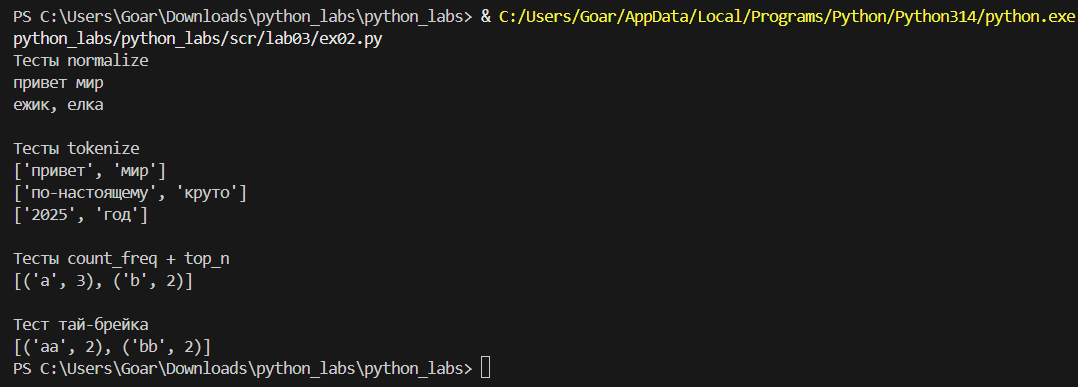 PS C:\Users\Goar\Downloads\python_labs\python_labs> & C:/Users/Goar/AppData/Local/Programs/Python/Python314/python.exe
python_labs/python_labs/scr/lab03/ex02.py
Тесты normalize
привет мир
ежик, елка
Тесты tokenize
['привет', 'мир']
['по-настоящему', 'круто']
['2025', 'год']
Тесты count_freq + top_n
[('a', 3), ('b', 2)]
Тест тай-брейка
[('aa', 2), ('bb', 2)]
PS C:\Users\Goar\Downloads\python_labs\python_labs>